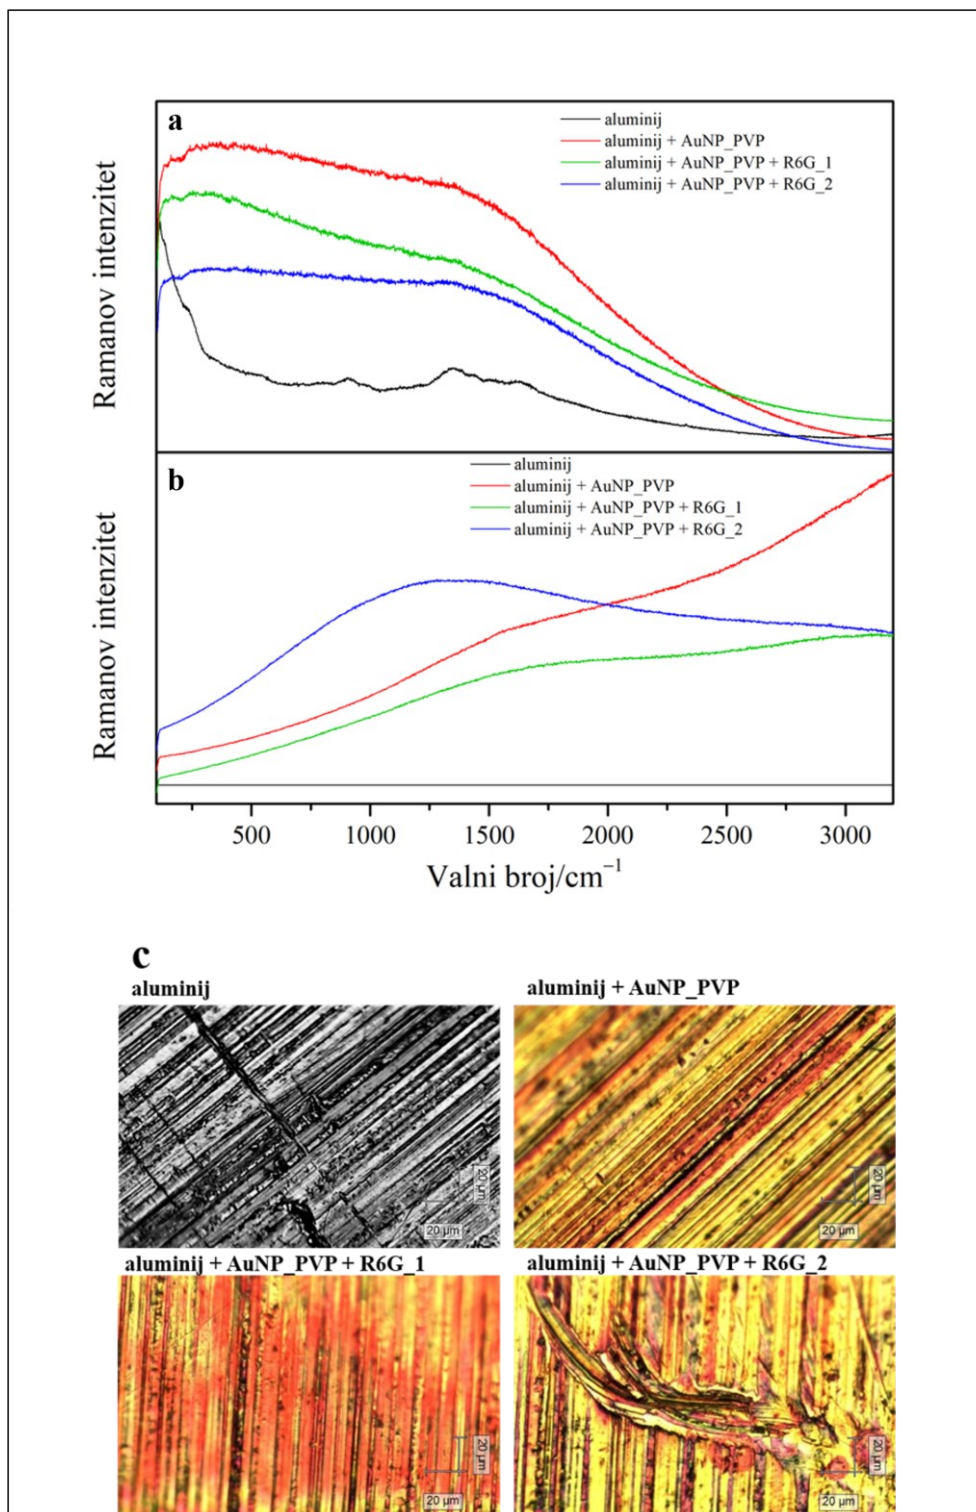 a
aluminij
aluminij + AuNP_PVP
aluminij + AuNP_PVP + R6G_1
aluminij + AuNP_PVP + R6G_2
Ramanov intenzitet
b
aluminij
aluminij + AuNP_PVP
aluminij + AuNP_PVP + R6G_1
aluminij + AuNP_PVP + R6G_2
Ramanov intenzitet
500 1000 1500 2000 2500 3000
Valni broj/cm⁻¹
c
aluminij
aluminij + AuNP_PVP
20 µm
20 µm
20 µm
20 µm
aluminij + AuNP_PVP + R6G_1
aluminij + AuNP_PVP + R6G_2
20 µm
20 µm
20 µm
20 µm